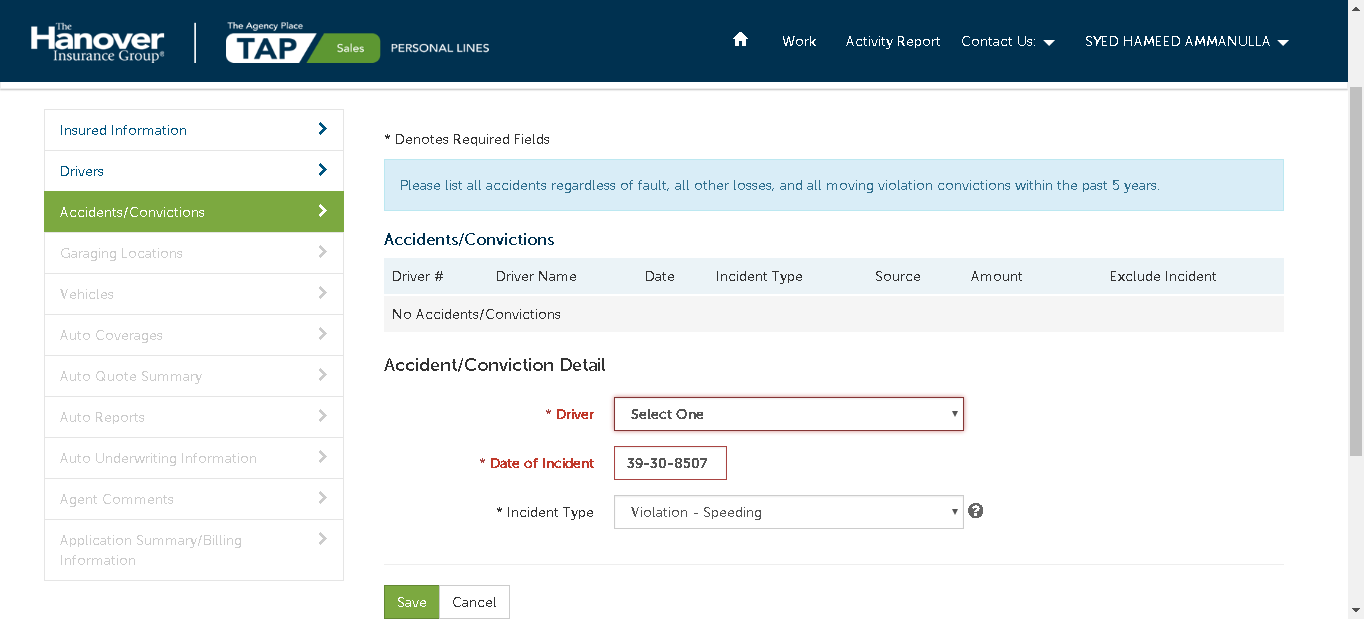 The
Hanover
Insurance Group®
The Agency Place
TAP Sales PERSONAL LINES
Work Activity Report Contact Us: SYED HAMEED AMMANULLA
Insured Information
Drivers
Accidents/Convictions
Garaging Locations
Vehicles
Auto Coverages
Auto Quote Summary
Auto Reports
Auto Underwriting Information
Agent Comments
Application Summary/Billing
Information
* Denotes Required Fields
Please list all accidents regardless of fault, all other losses, and all moving violation convictions within the past 5 years.
Accidents/Convictions
Driver # Driver Name Date Incident Type Source Amount Exclude Incident
No Accidents/Convictions
Accident/Conviction Detail
* Driver Select One
* Date of Incident 39-30-8507
* Incident Type Violation - Speeding ?
Save Cancel